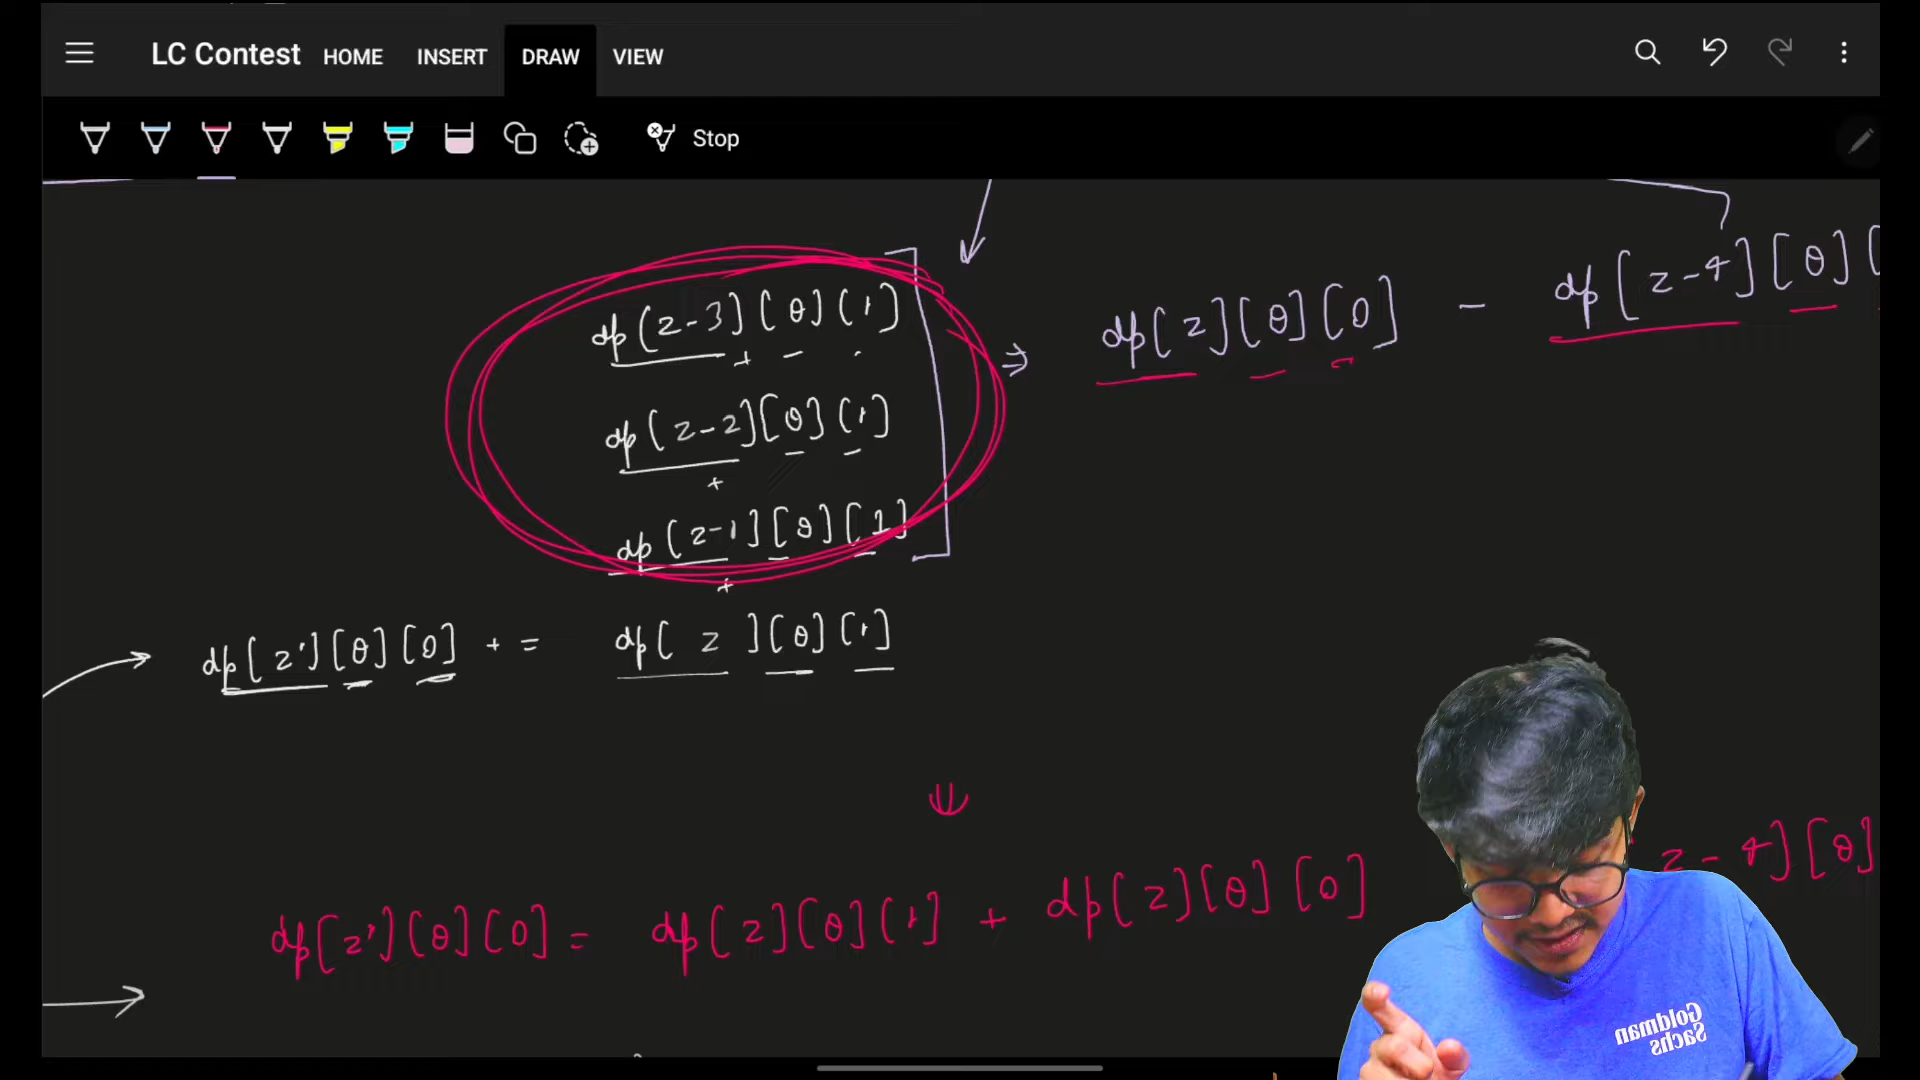 LC Contest HOME INSERT DRAW VIEW
Stop
dp[z-3][θ][1]
+
dp[z-2][θ][1]
+
dp[z-1][θ][1]
+
⇒ dp[z][θ][0] - dp[z-4][θ][
dp[z'][θ][0] += dp[z][θ][1]
dp[z'][θ][0] = dp[z][θ][1] + dp[z][θ][0] z-4][θ]
Goldman
Sachs